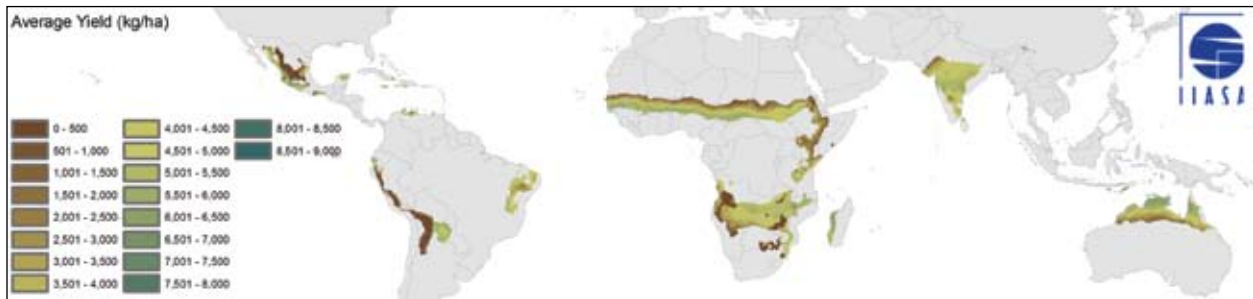 Average Yield (kg/ha)
IIASA
0 - 500
501 - 1,000
1,001 - 1,500
1,501 - 2,000
2,001 - 2,500
2,501 - 3,000
3,001 - 3,500
3,501 - 4,000
4,001 - 4,500
4,501 - 5,000
5,001 - 5,500
5,501 - 6,000
6,001 - 6,500
6,501 - 7,000
7,001 - 7,500
7,501 - 8,000
8,001 - 8,500
8,501 - 9,000